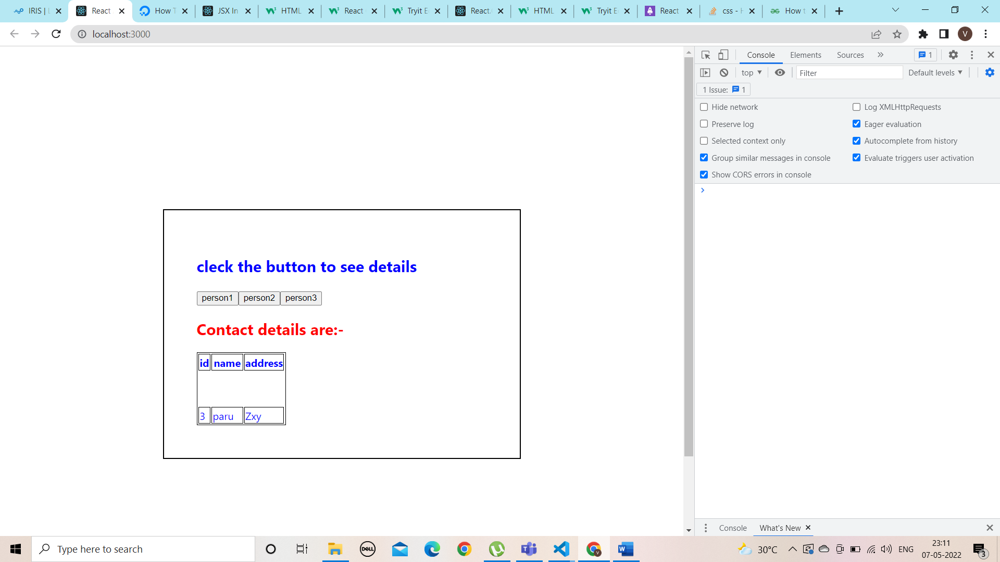 IRIS | L
React
How T
JSX In
HTML
React
Tryit E
React.
HTML
Tryit E
React
css - H
How t
localhost:3000
V
Console Elements Sources 1
top Filter Default levels
1 Issue: 1
Hide network Log XMLHttpRequests
Preserve log Eager evaluation
Selected context only Autocomplete from history
Group similar messages in console Evaluate triggers user activation
Show CORS errors in console
cleck the button to see details
person1 person2 person3
Contact details are:-
id name address
3 paru Zxy
Console What's New
Type here to search
DELL
30°C
ENG
23:11
07-05-2022
3